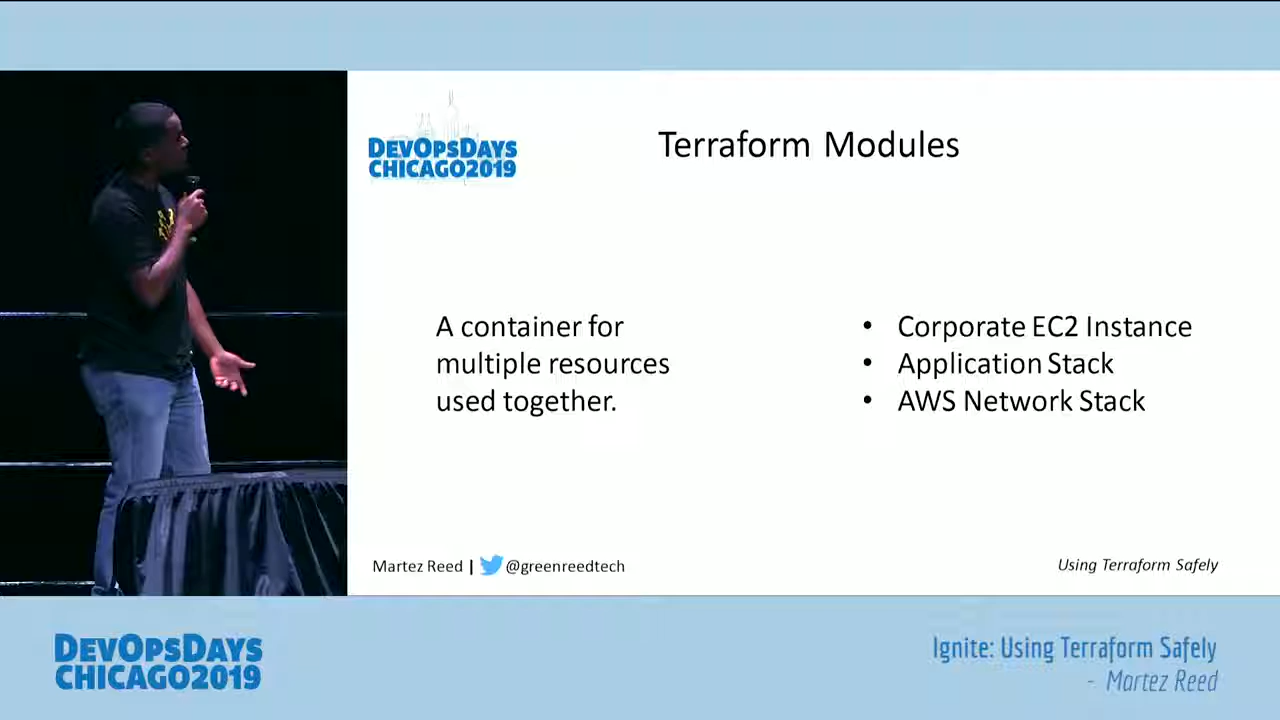 DEVOPSDAYS
CHICAGO2019
Terraform Modules
A container for
multiple resources
used together.
• Corporate EC2 Instance
• Application Stack
• AWS Network Stack
Martez Reed | @greenreedtech
Using Terraform Safely
DEVOPSDAYS
CHICAGO2019
Ignite: Using Terraform Safely
- Martez Reed